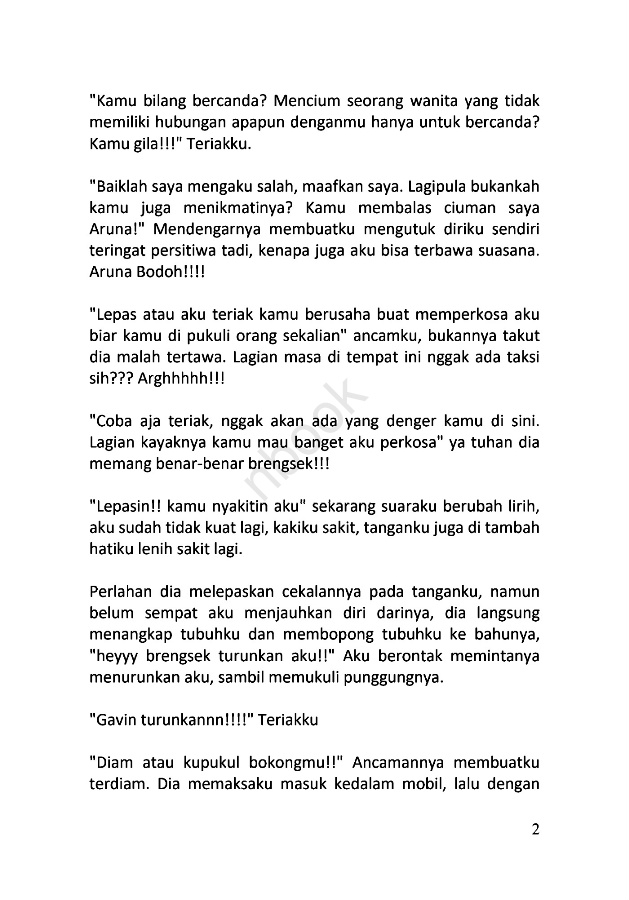 "Kamu bilang bercanda? Mencium seorang wanita yang tidak
memiliki hubungan apapun denganmu hanya untuk bercanda?
Kamu gila!!!" Teriakku.
"Baiklah saya mengaku salah, maafkan saya. Lagipula bukankah
kamu juga menikmatinya? Kamu membalas ciuman saya
Aruna!" Mendengarnya membuatku mengutuk diriku sendiri
teringat persitiwa tadi, kenapa juga aku bisa terbawa suasana.
Aruna Bodoh!!!!
"Lepas atau aku teriak kamu berusaha buat memperkosa aku
biar kamu di pukuli orang sekalian" ancamku, bukannya takut
dia malah tertawa. Lagian masa di tempat ini nggak ada taksi
sih??? Arghhhhh!!!
"Coba aja teriak, nggak akan ada yang denger kamu di sini.
Lagian kayaknya kamu mau banget aku perkosa" ya tuhan dia
memang benar-benar brengsek!!!
nbook
"Lepasin!! kamu nyakitin aku" sekarang suaraku berubah lirih,
aku sudah tidak kuat lagi, kakiku sakit, tanganku juga di tambah
hatiku lenih sakit lagi.
Perlahan dia melepaskan cekalannya pada tanganku, namun
belum sempat aku menjauhkan diri darinya, dia langsung
menangkap tubuhku dan membopong tubuhku ke bahunya,
"heyyy brengsek turunkan aku!!" Aku berontak memintanya
menurunkan aku, sambil memukuli punggungnya.
"Gavin turunkannn!!!!" Teriakku
"Diam atau kupukul bokongmu!!" Ancamannya membuatku
terdiam. Dia memaksaku masuk kedalam mobil, lalu dengan
2